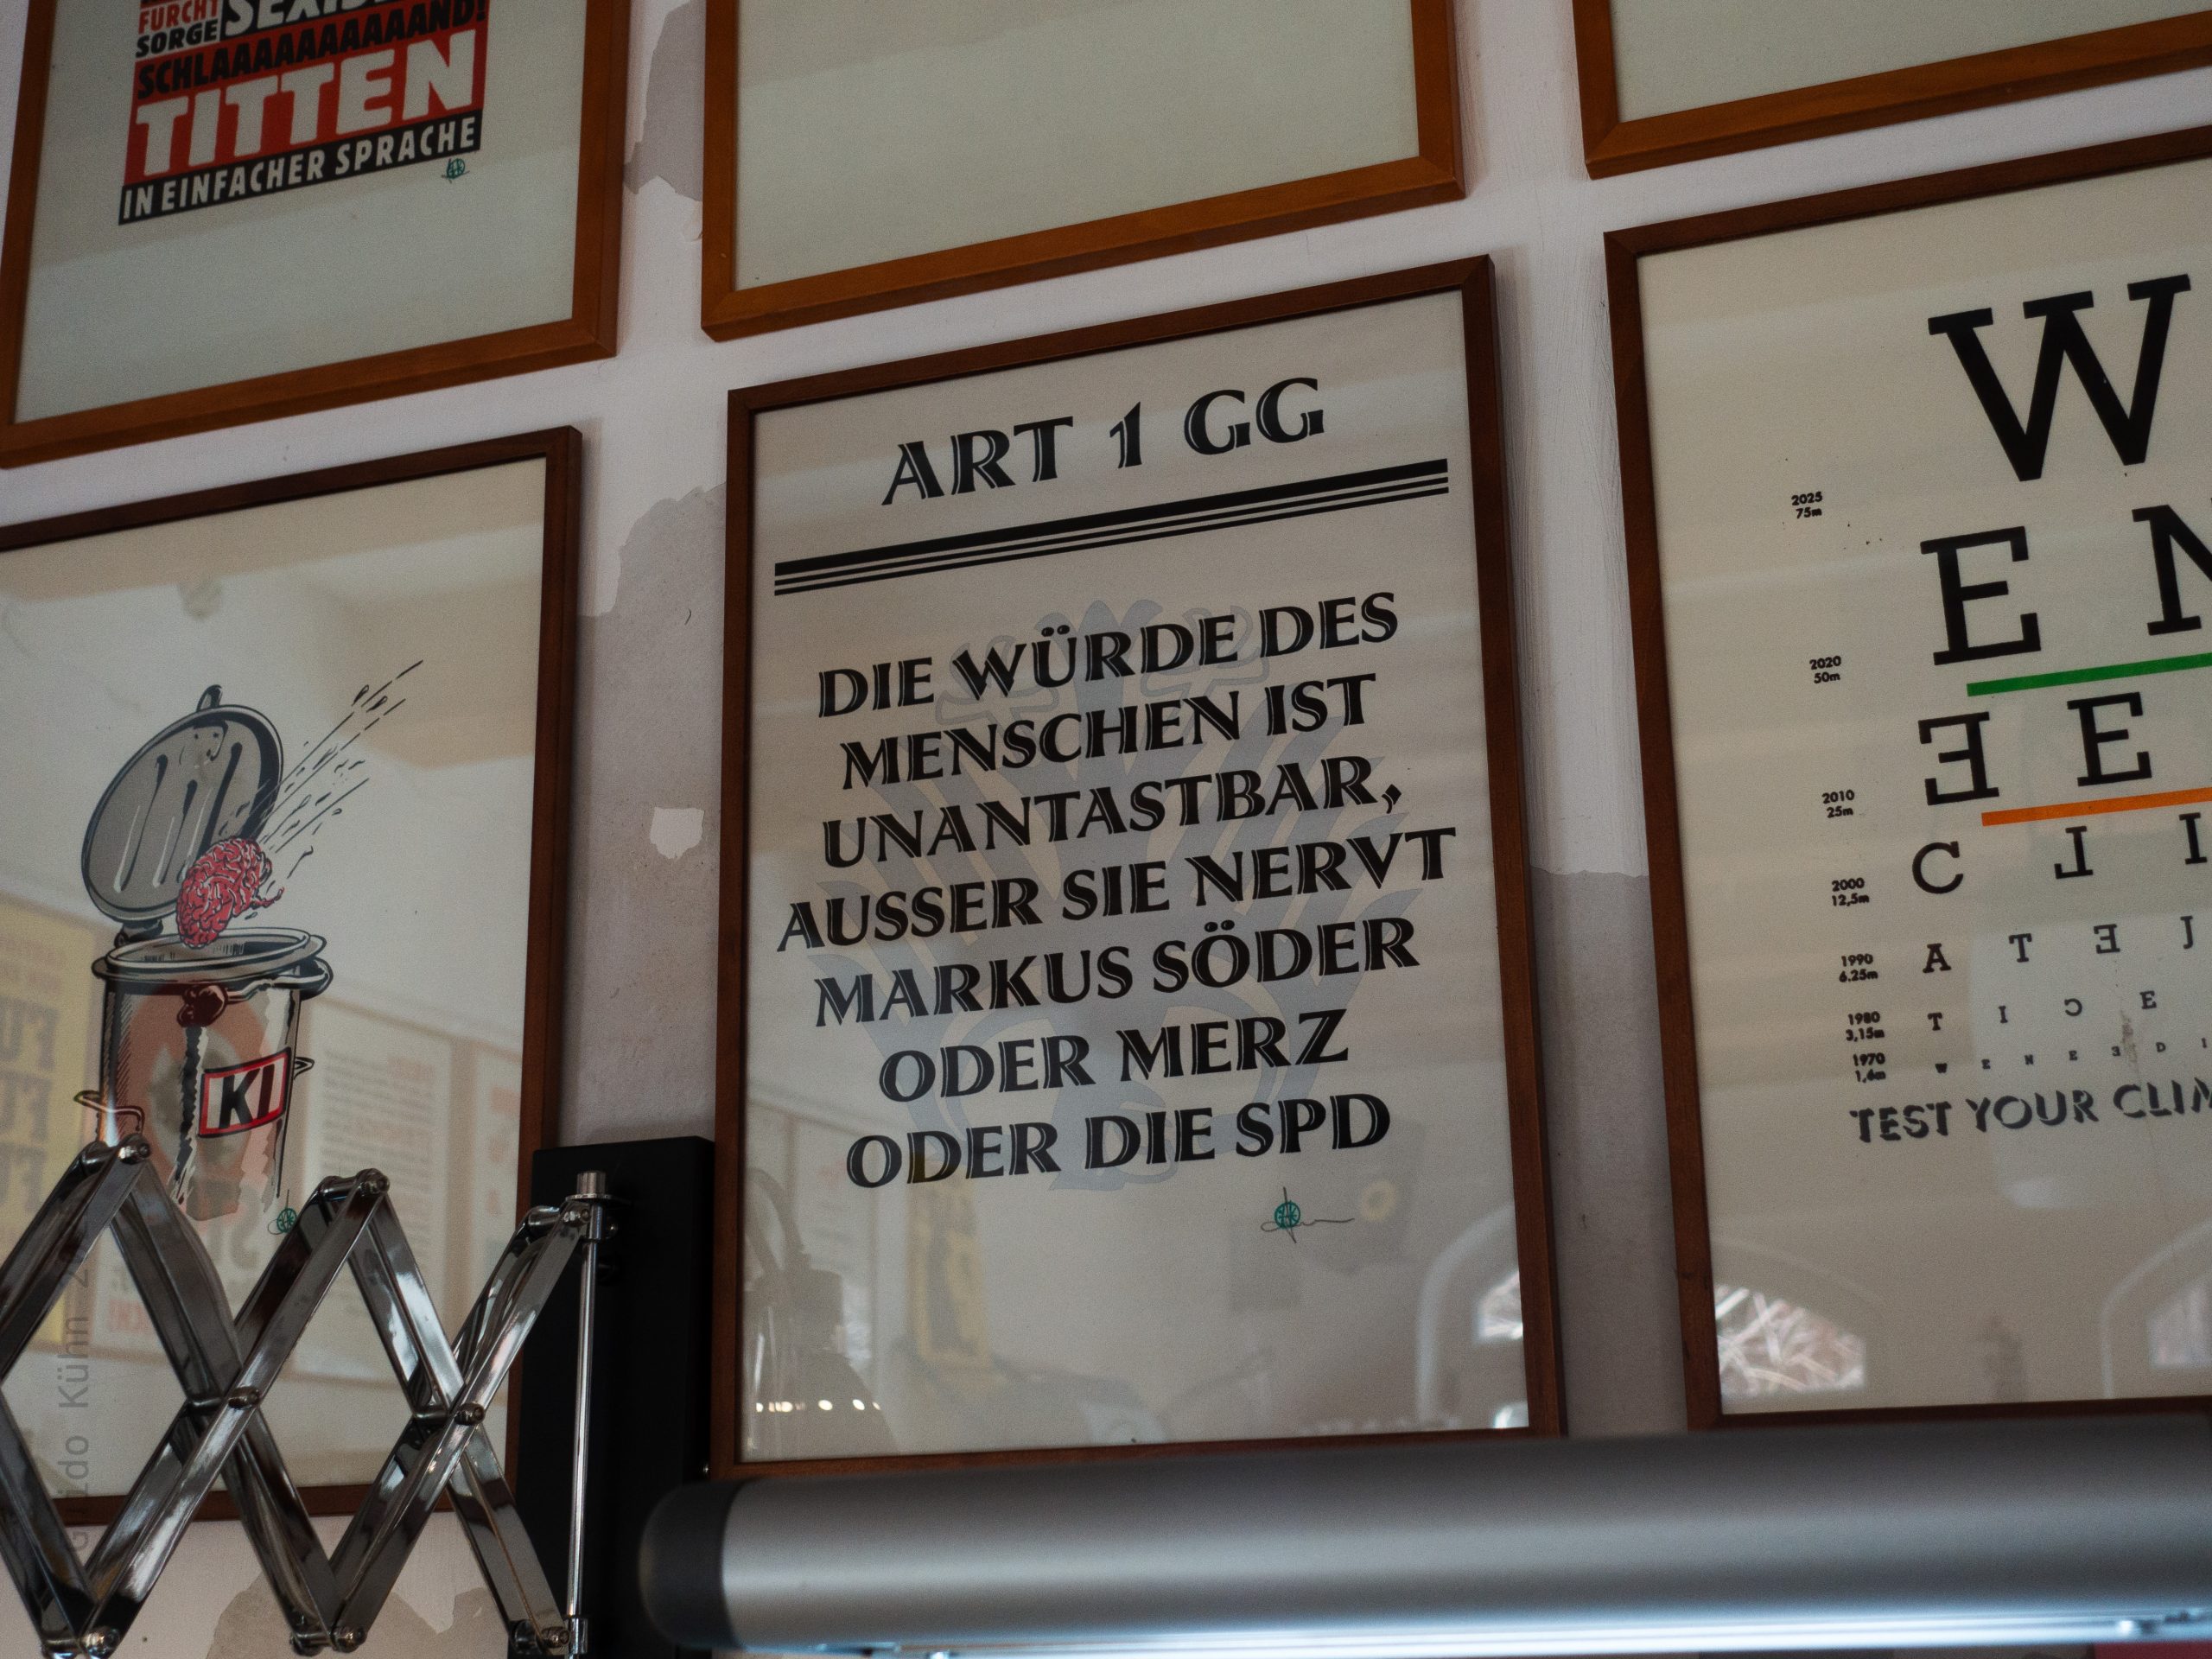 FURCHT
SORGE
SCHLAAAAAAAAAAND!
TITTEN
IN EINFACHER SPRACHE
KI
ART 1 GG
DIE WÜRDE DES
MENSCHEN IST
UNANTASTBAR,
AUSSER SIE NERVT
MARKUS SÖDER
ODER MERZ
ODER DIE SPD
W
2025
75m
E N
2020
50m
Ǝ E
2010
25m
C
2000
12,5m
A T Ǝ J
1990
6.25m
T I Ɔ E
1980
3,15m
W E N E Ǝ D I
1970
1,6m
TEST YOUR CLIM
Guido Kühn